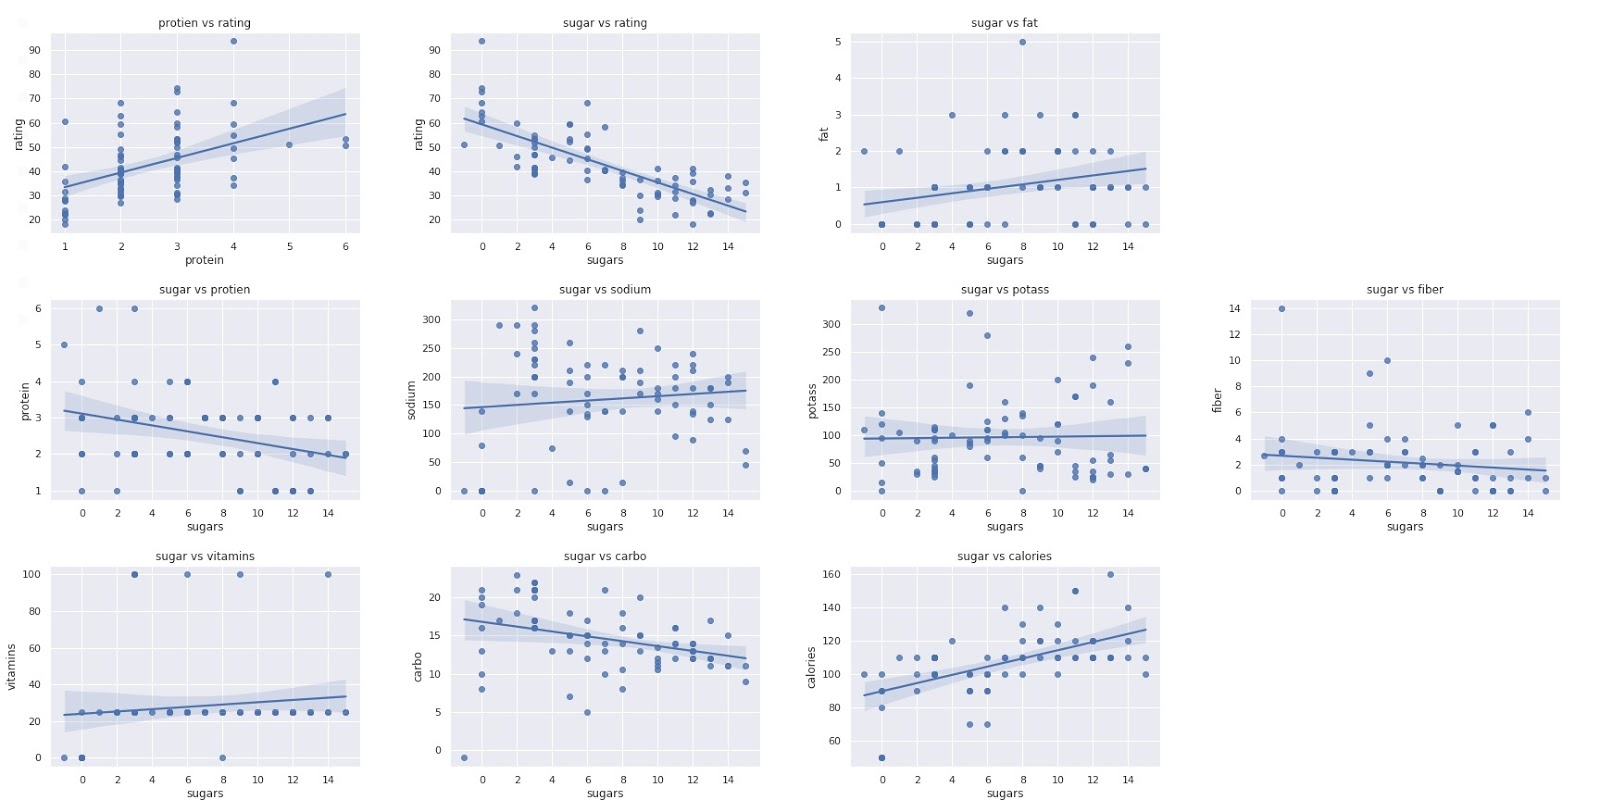 protien vs rating
90
80
70
60
50
40
30
20
rating
1 2 3 4 5 6
protein
sugar vs rating
90
80
70
60
50
40
30
20
rating
0 2 4 6 8 10 12 14
sugars
sugar vs fat
5
4
3
2
1
0
fat
0 2 4 6 8 10 12 14
sugars
sugar vs protien
6
5
4
3
2
1
protein
0 2 4 6 8 10 12 14
sugars
sugar vs sodium
300
250
200
150
100
50
0
sodium
0 2 4 6 8 10 12 14
sugars
sugar vs potass
300
250
200
150
100
50
0
potass
0 2 4 6 8 10 12 14
sugars
sugar vs fiber
14
12
10
8
6
4
2
0
fiber
0 2 4 6 8 10 12 14
sugars
sugar vs vitamins
100
80
60
40
20
0
vitamins
0 2 4 6 8 10 12 14
sugars
sugar vs carbo
20
15
10
5
0
carbo
0 2 4 6 8 10 12 14
sugars
sugar vs calories
160
140
120
100
80
60
calories
0 2 4 6 8 10 12 14
sugars